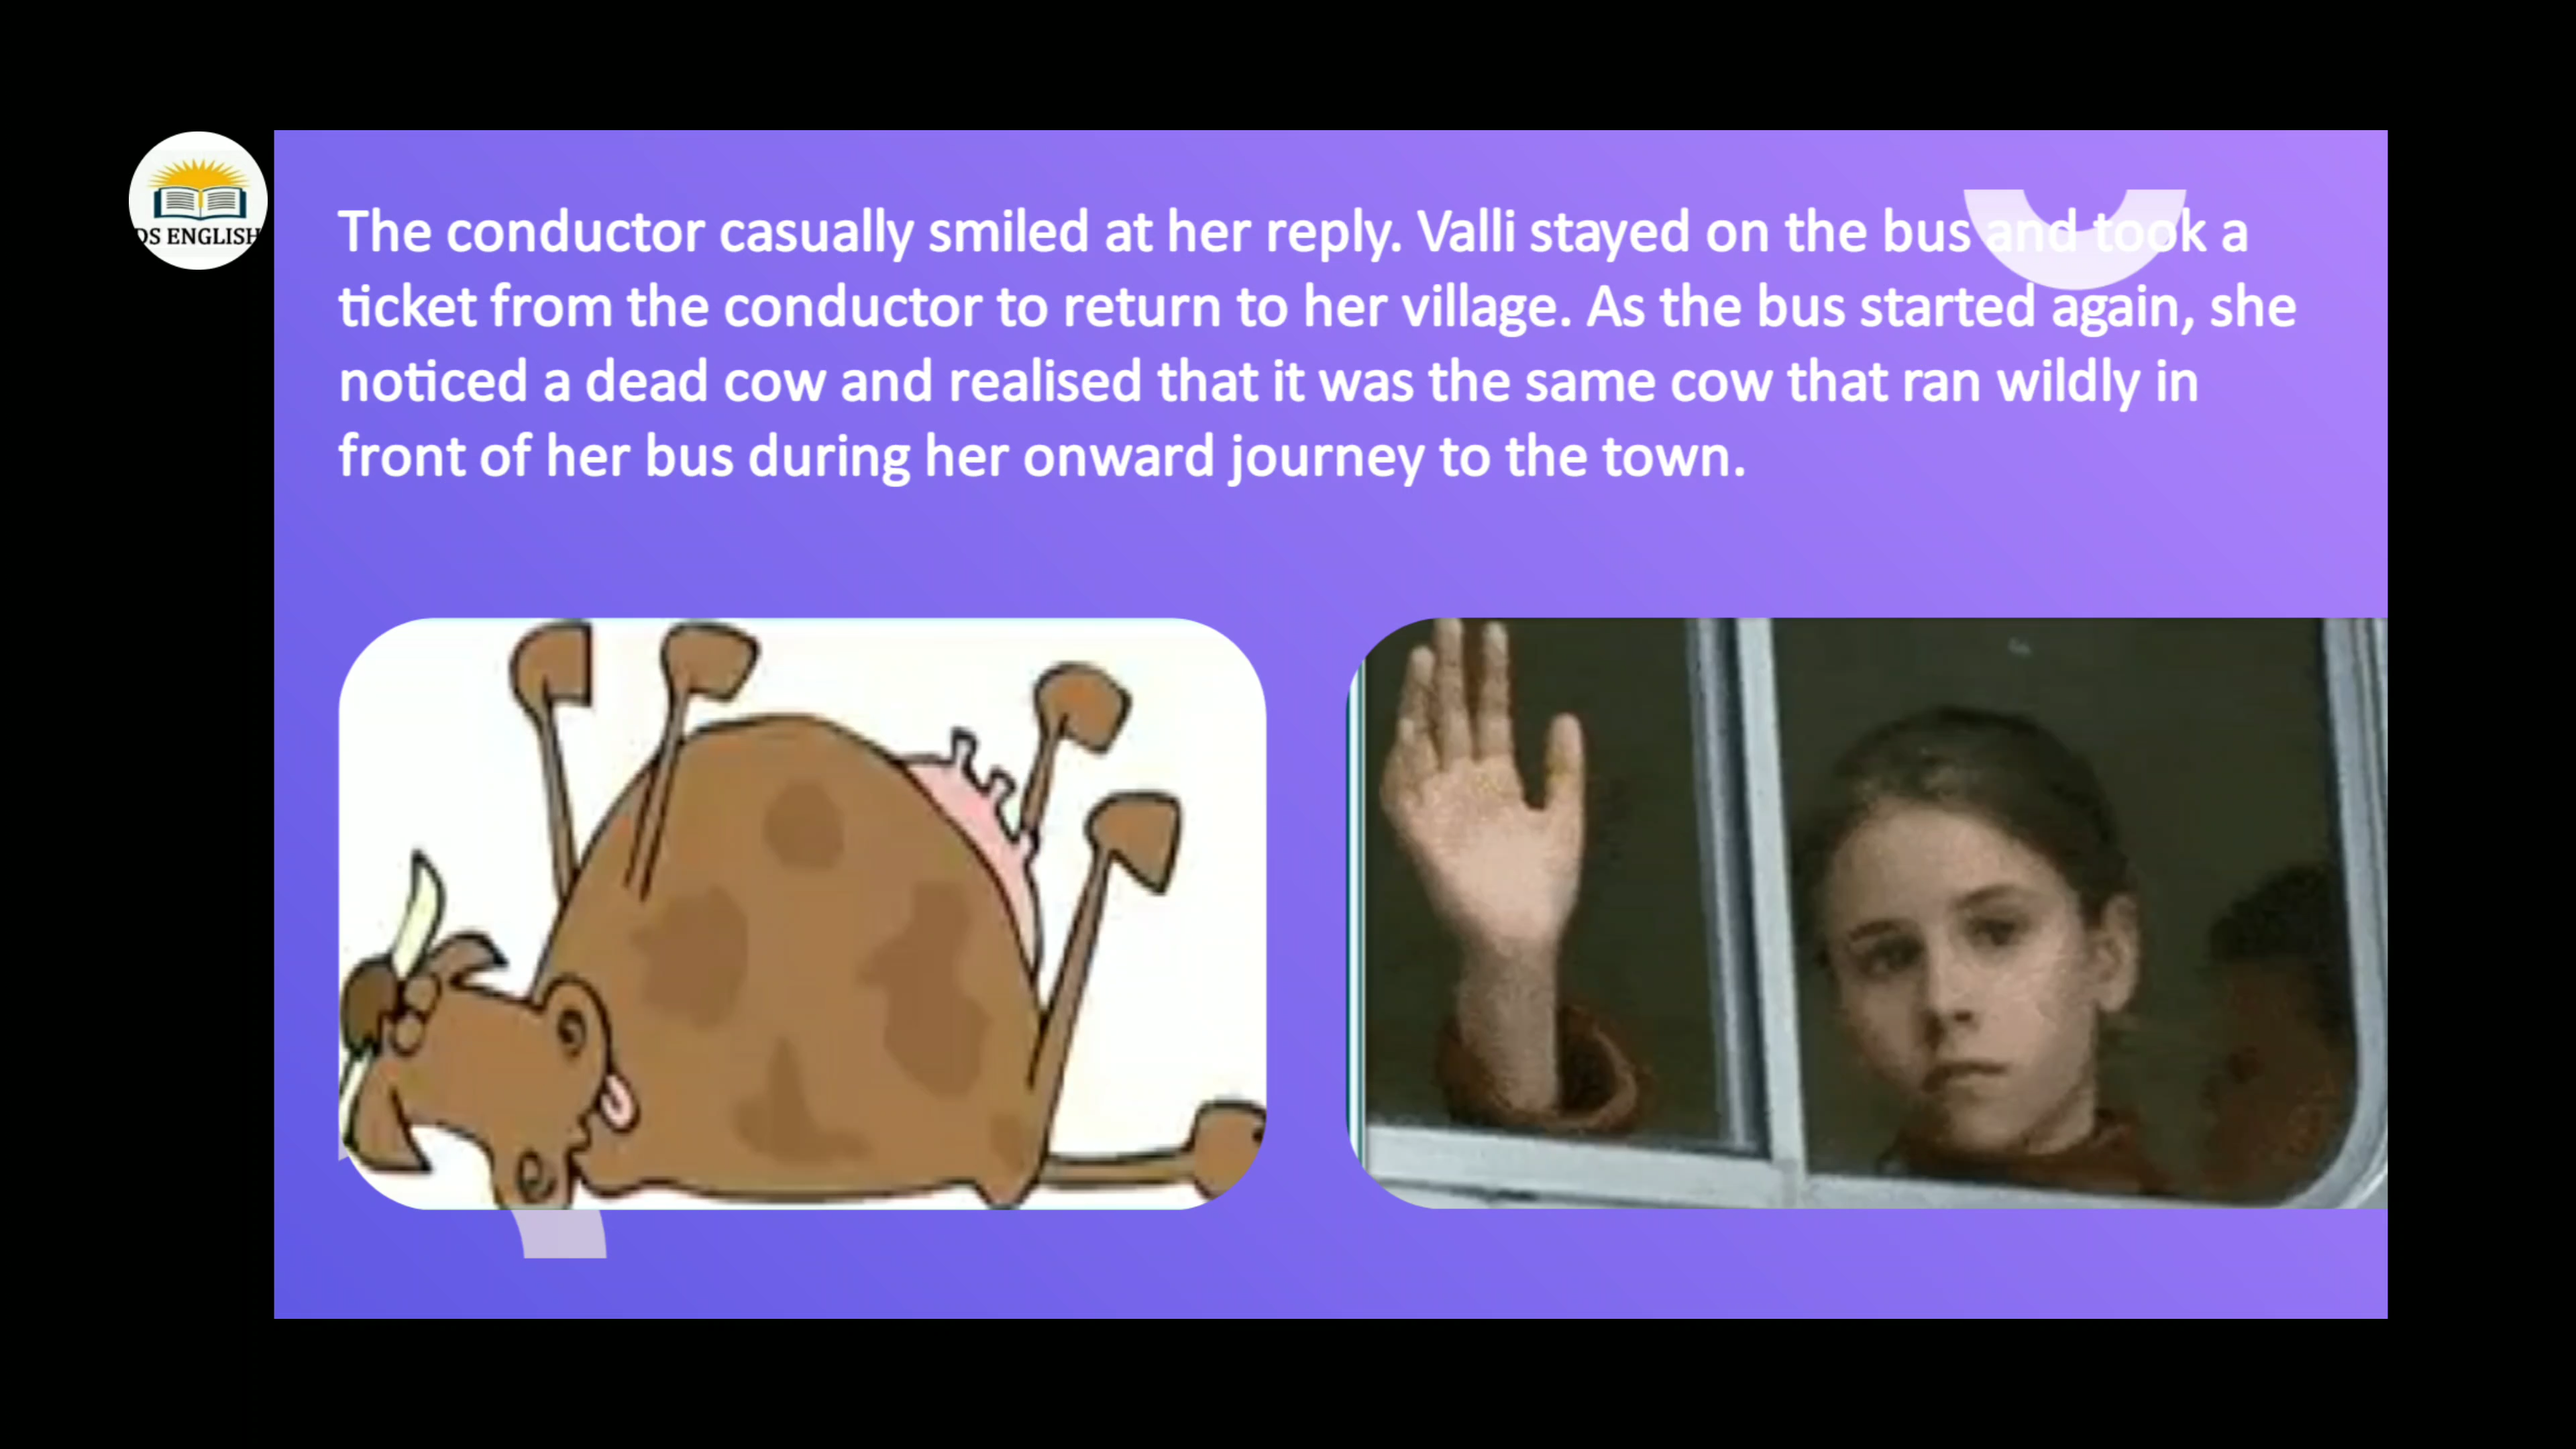 DS ENGLISH
The conductor casually smiled at her reply. Valli stayed on the bus and took a
ticket from the conductor to return to her village. As the bus started again, she
noticed a dead cow and realised that it was the same cow that ran wildly in
front of her bus during her onward journey to the town.